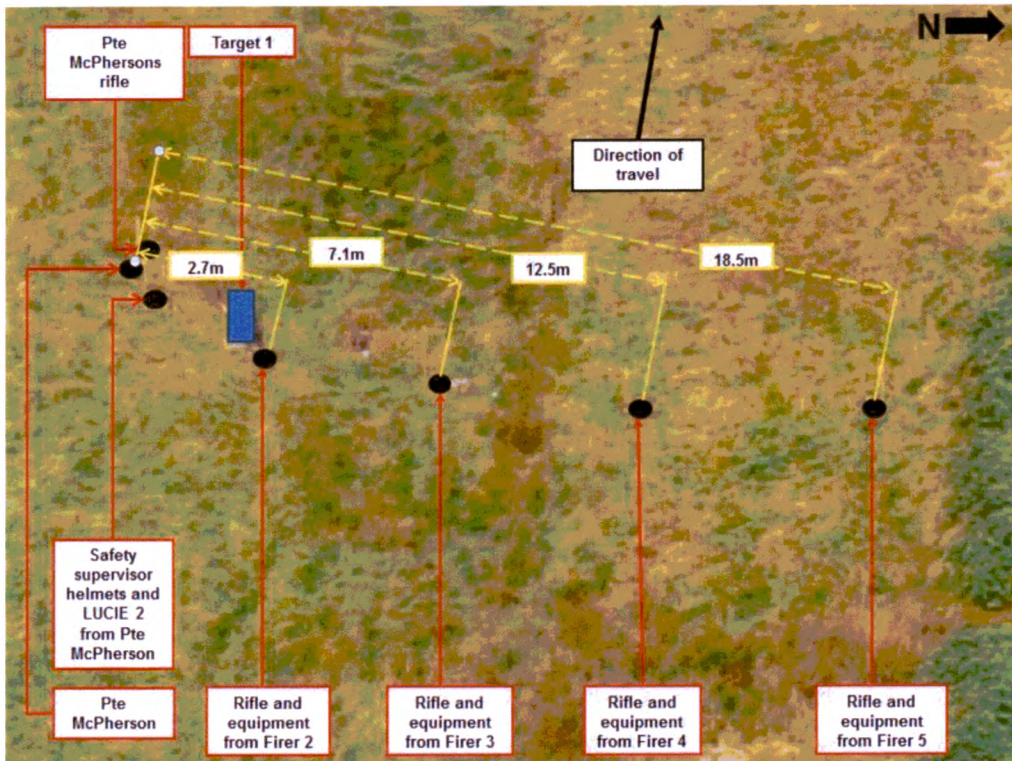 Pte
McPhersons
rifle
Target 1
N
Direction of
travel
2.7m
7.1m
12.5m
18.5m
Safety
supervisor
helmets and
LUCIE 2
from Pte
McPherson
Pte
McPherson
Rifle and
equipment
from Firer 2
Rifle and
equipment
from Firer 3
Rifle and
equipment
from Firer 4
Rifle and
equipment
from Firer 5